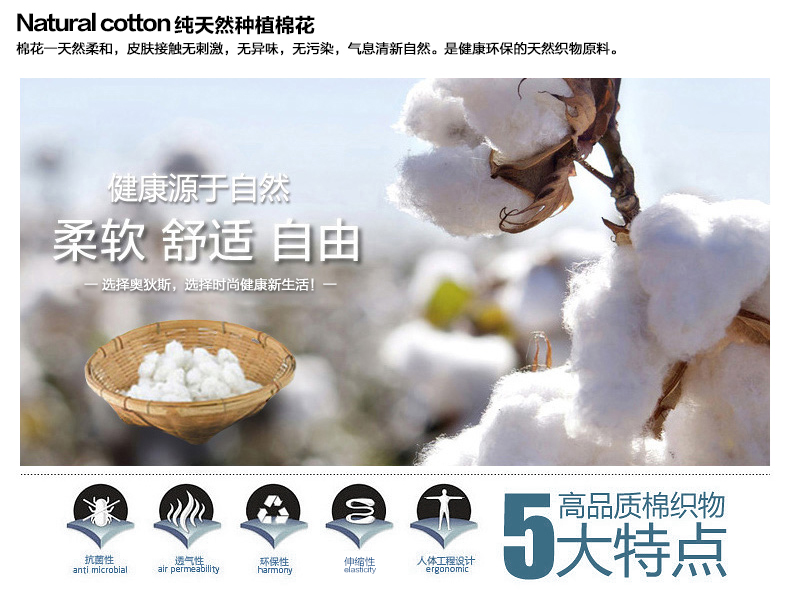 Natural cotton 纯天然种植棉花
棉花—天然柔和，皮肤接触无刺激，无异味，无污染，气息清新自然。是健康环保的天然织物原料。
健康源于自然
柔软 舒适 自由
— 选择奥狄斯，选择时尚健康新生活！—
抗菌性
anti microbial
透气性
air permeability
环保性
harmony
伸缩性
elasticity
人体工程设计
ergonomic
5
高品质棉织物
大特点